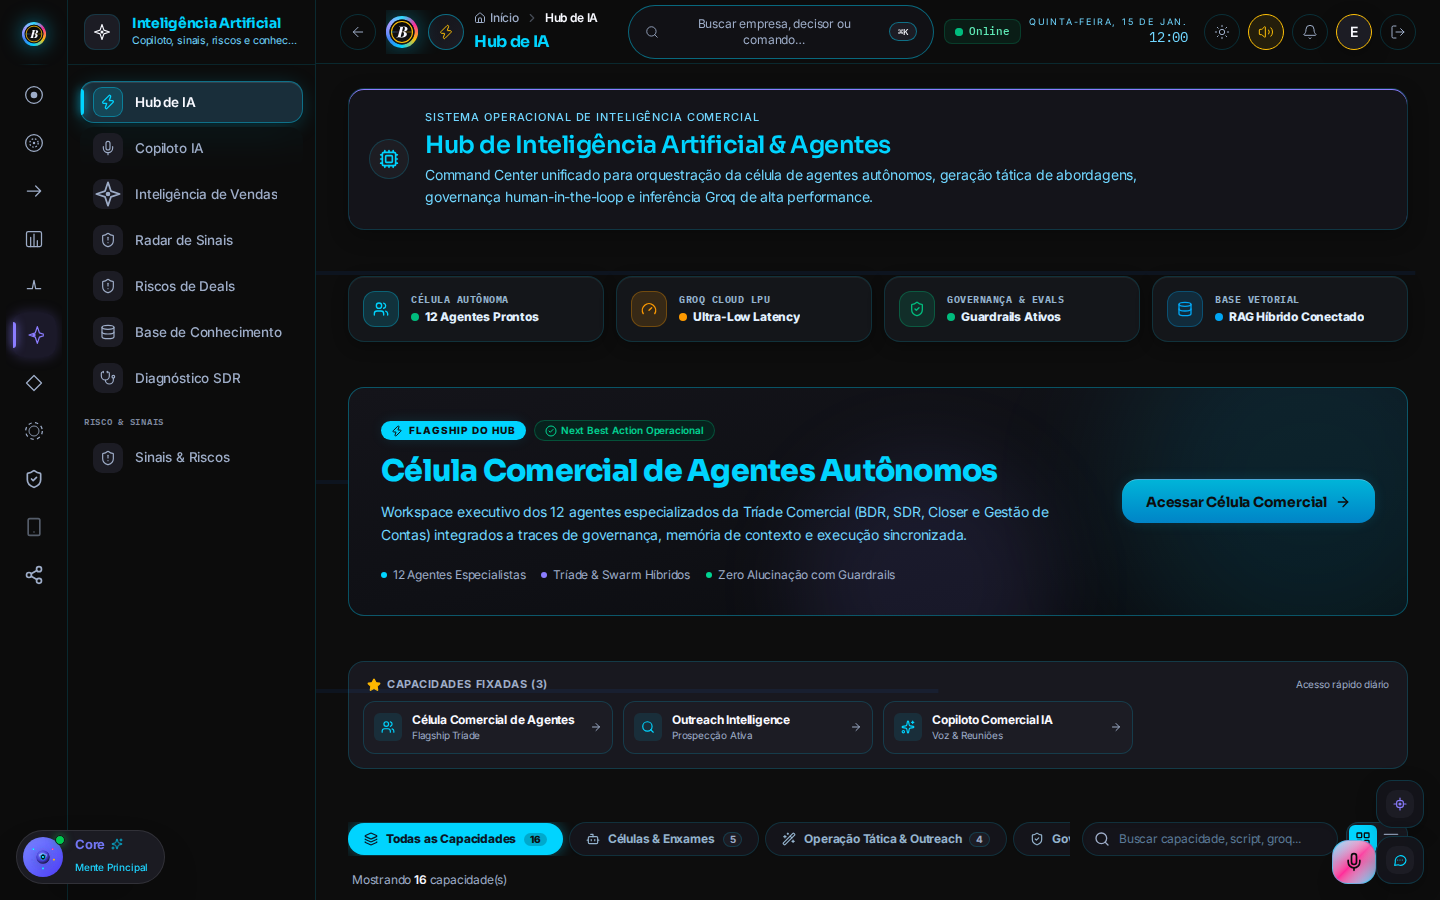 Inteligência Artificial
Copiloto, sinais, riscos e conhec...
Hub de IA
Copiloto IA
Inteligência de Vendas
Radar de Sinais
Riscos de Deals
Base de Conhecimento
Diagnóstico SDR
RISCO & SINAIS
Sinais & Riscos
Core
Mente Principal
Início
Hub de IA
Hub de IA
Buscar empresa, decisor ou
comando...
⌘K
Online
QUINTA-FEIRA, 15 DE JAN.
12:00
E
SISTEMA OPERACIONAL DE INTELIGÊNCIA COMERCIAL
Hub de Inteligência Artificial & Agentes
Command Center unificado para orquestração da célula de agentes autônomos, geração tática de abordagens,
governança human-in-the-loop e inferência Groq de alta performance.
CÉLULA AUTÔNOMA
12 Agentes Prontos
GROQ CLOUD LPU
Ultra-Low Latency
GOVERNANÇA & EVALS
Guardrails Ativos
BASE VETORIAL
RAG Híbrido Conectado
FLAGSHIP DO HUB
Next Best Action Operacional
Célula Comercial de Agentes Autônomos
Workspace executivo dos 12 agentes especializados da Tríade Comercial (BDR, SDR, Closer e Gestão de
Contas) integrados a traces de governança, memória de contexto e execução sincronizada.
12 Agentes Especialistas
Tríade & Swarm Híbridos
Zero Alucinação com Guardrails
Acessar Célula Comercial
CAPACIDADES FIXADAS (3)
Acesso rápido diário
Célula Comercial de Agentes
Flagship Tríade
Outreach Intelligence
Prospecção Ativa
Copiloto Comercial IA
Voz & Reuniões
Todas as Capacidades 16
Células & Enxames 5
Operação Tática & Outreach 4
Buscar capacidade, script, groq...
Mostrando 16 capacidade(s)